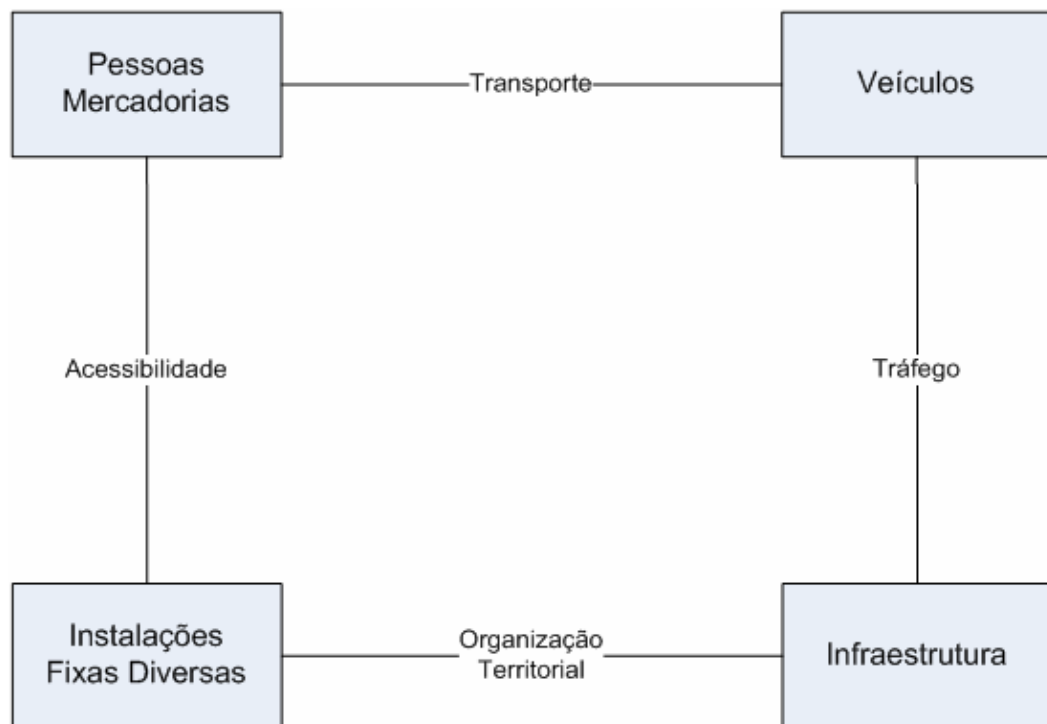 Pessoas
Mercadorias
Transporte
Veículos
Acessibilidade
Tráfego
Instalações
Fixas Diversas
Organização
Territorial
Infraestrutura